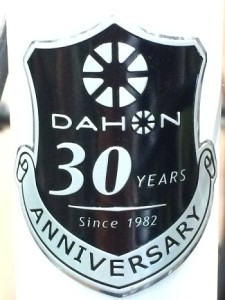 DAHON
30 YEARS
Since 1982
ANNIVERSARY